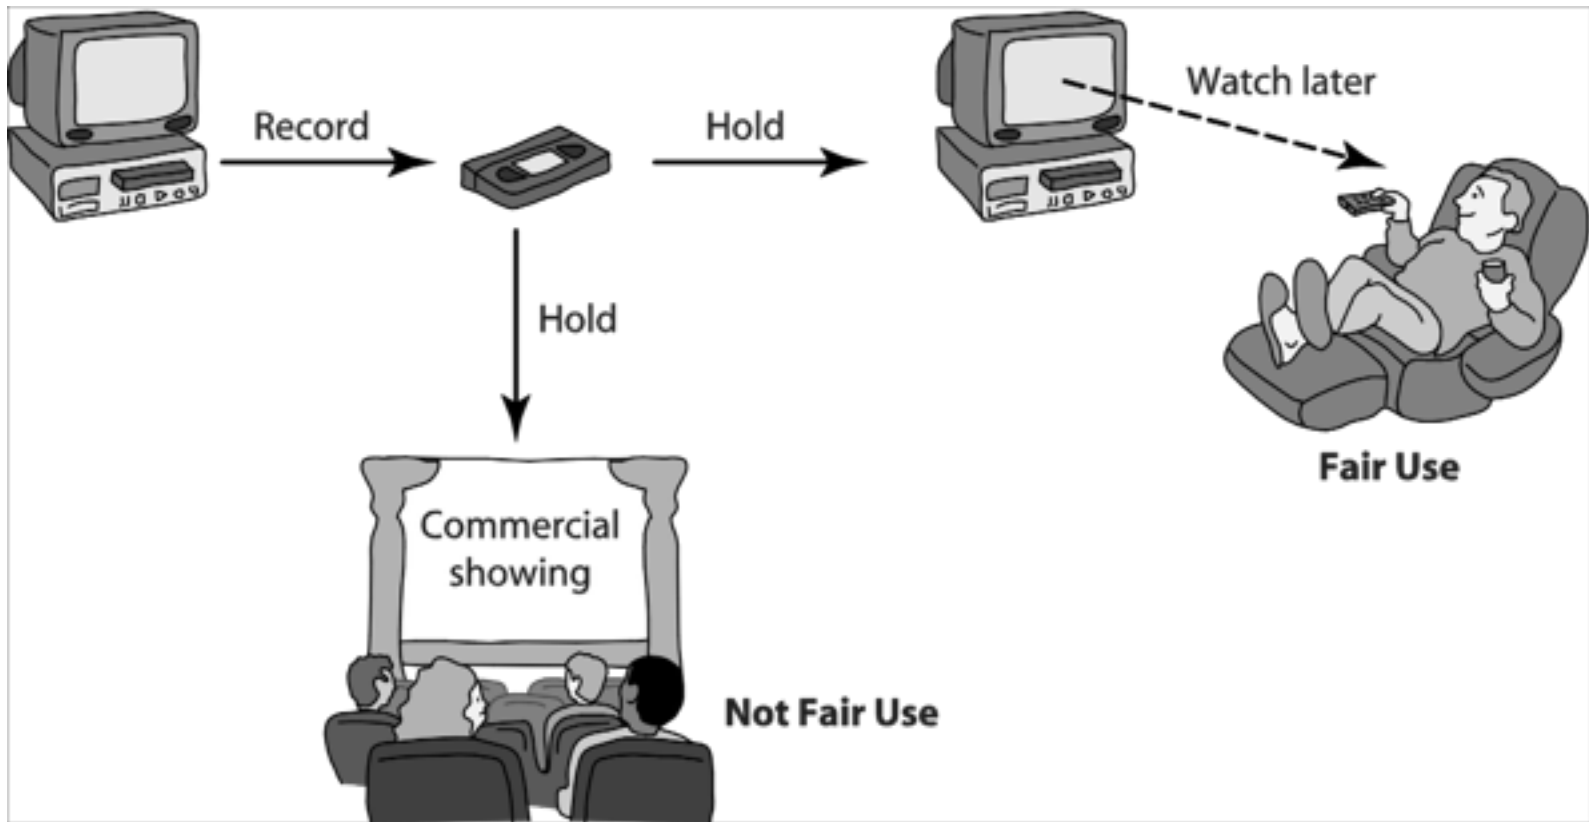 Watch later
Record
Hold
Hold
Fair Use
Commercial
showing
Not Fair Use